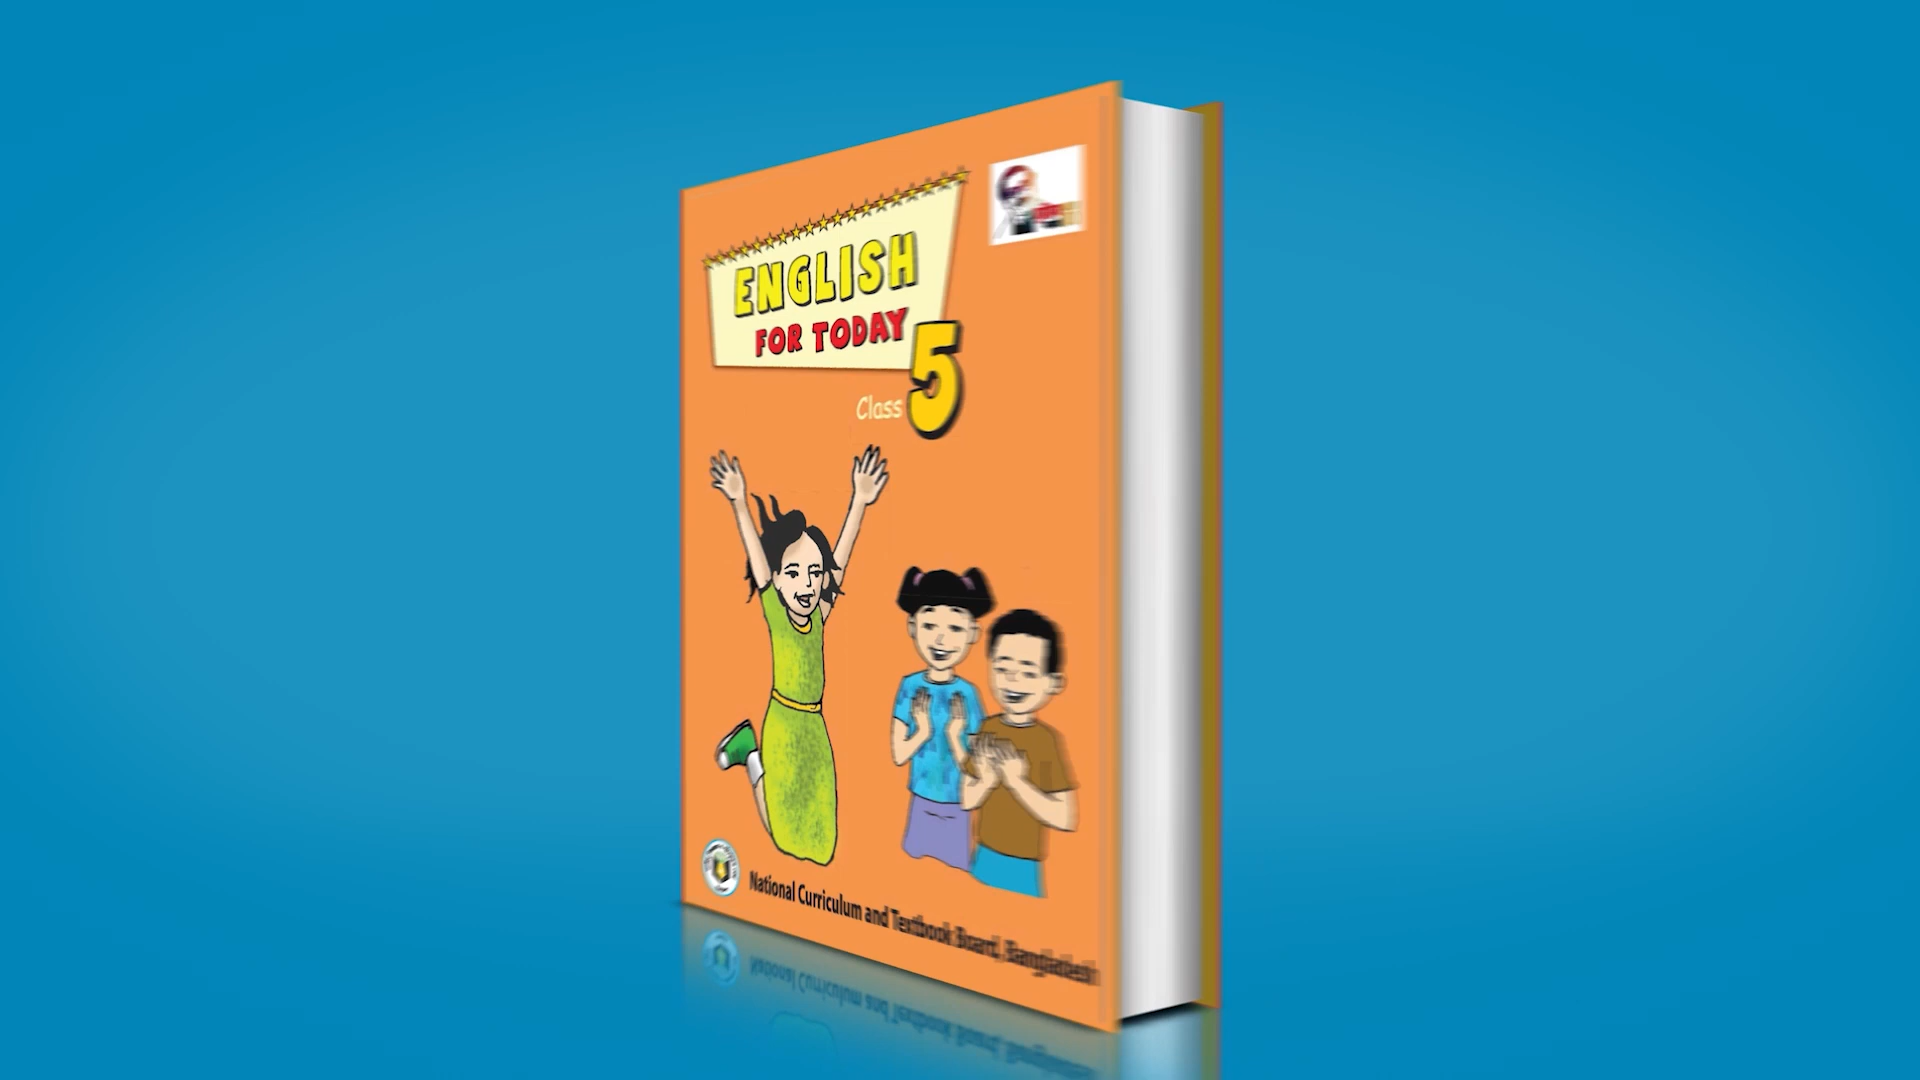 ENGLISH
FOR TODAY
Class 5
National Curriculum and Textbook Board, Bangladesh